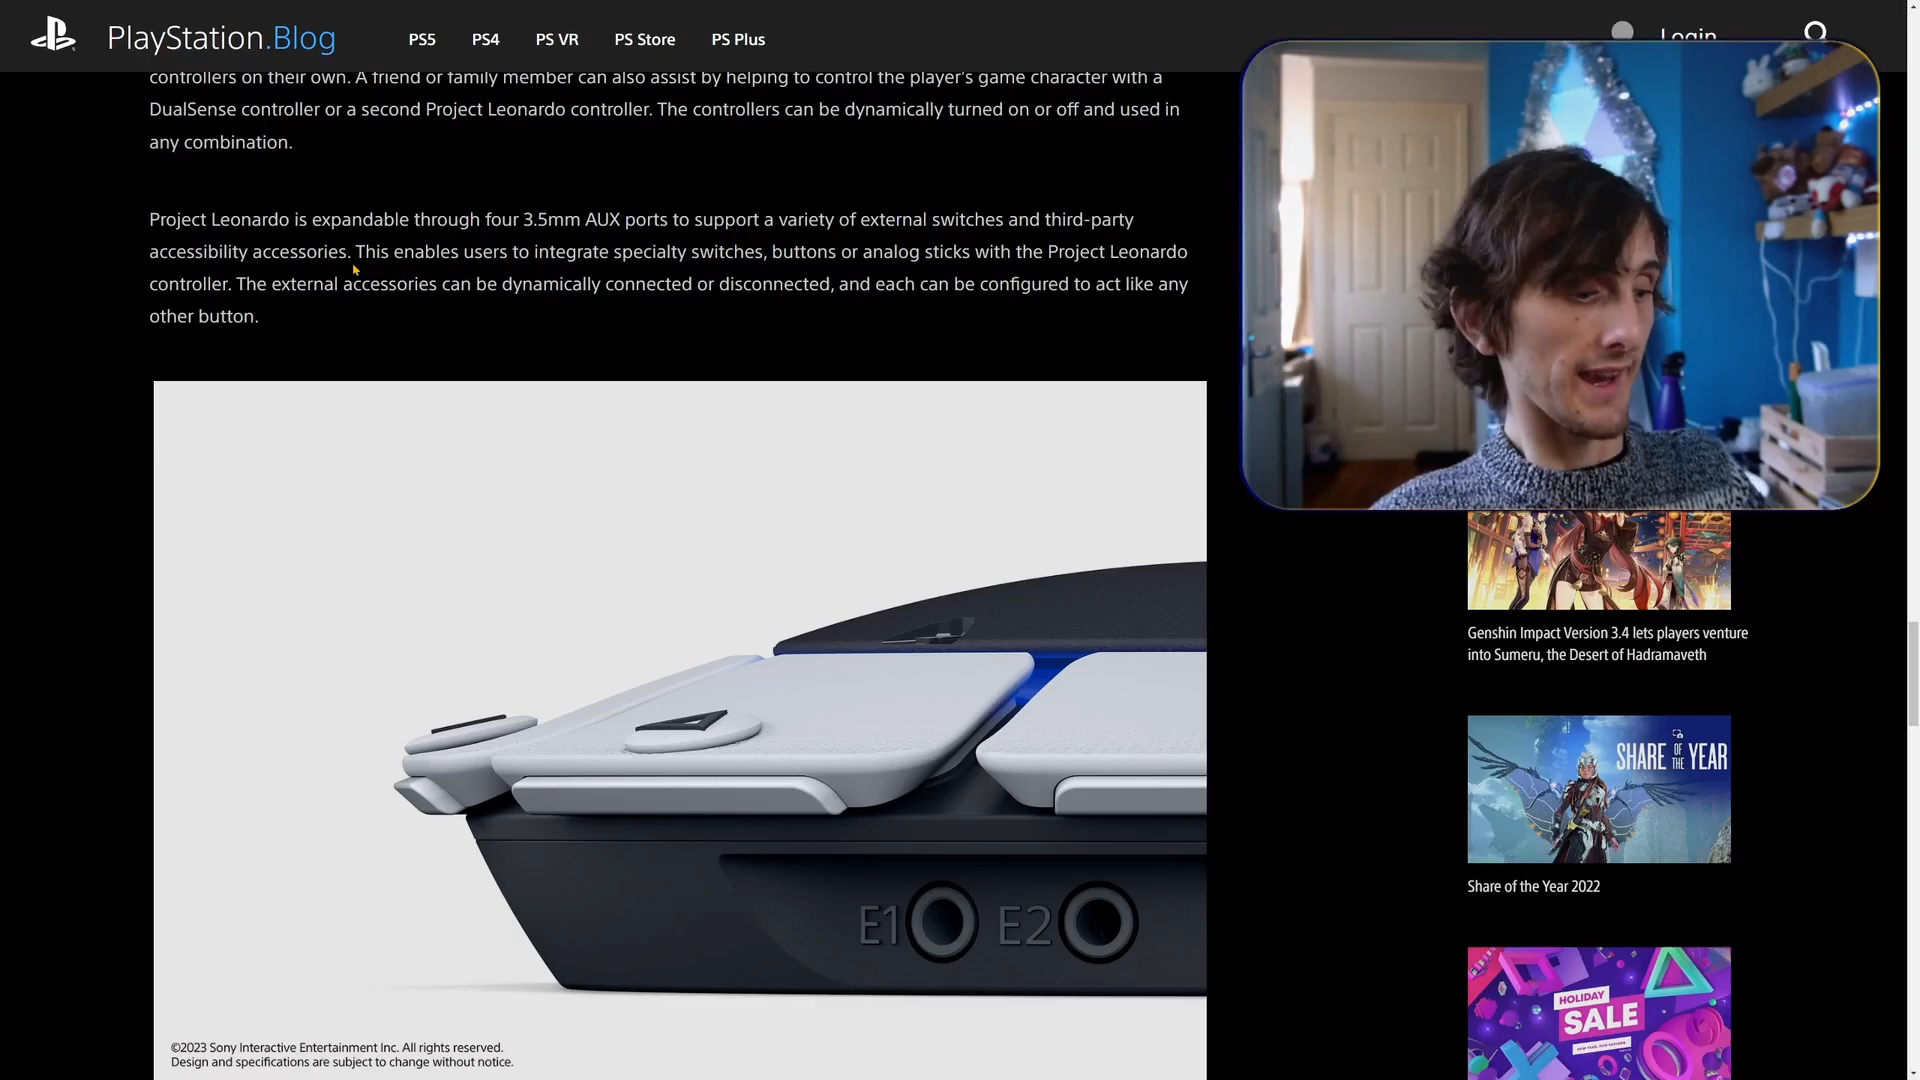 PlayStation.Blog
PS5
PS4
PS VR
PS Store
PS Plus
Login
controllers on their own. A friend or family member can also assist by helping to control the player's game character with a
DualSense controller or a second Project Leonardo controller. The controllers can be dynamically turned on or off and used in
any combination.
Project Leonardo is expandable through four 3.5mm AUX ports to support a variety of external switches and third-party
accessibility accessories. This enables users to integrate specialty switches, buttons or analog sticks with the Project Leonardo
controller. The external accessories can be dynamically connected or disconnected, and each can be configured to act like any
other button.
E1
E2
©2023 Sony Interactive Entertainment Inc. All rights reserved.
Design and specifications are subject to change without notice.
Genshin Impact Version 3.4 lets players venture
into Sumeru, the Desert of Hadramaveth
SHARE OF THE YEAR
Share of the Year 2022
HOLIDAY
SALE